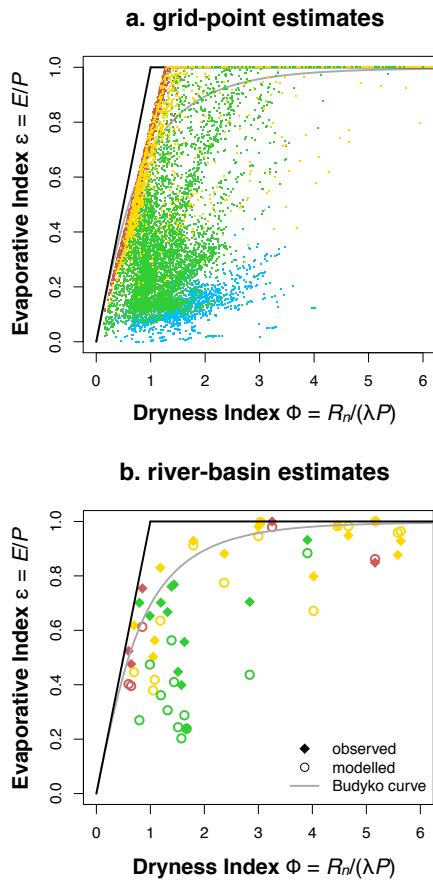 a. grid-point estimates
Evaporative Index ε = E/P
0.0 0.2 0.4 0.6 0.8 1.0
0 1 2 3 4 5 6
Dryness Index Φ = Rn/(λP)
b. river-basin estimates
Evaporative Index ε = E/P
0.0 0.2 0.4 0.6 0.8 1.0
observed
modelled
Budyko curve
0 1 2 3 4 5 6
Dryness Index Φ = Rn/(λP)